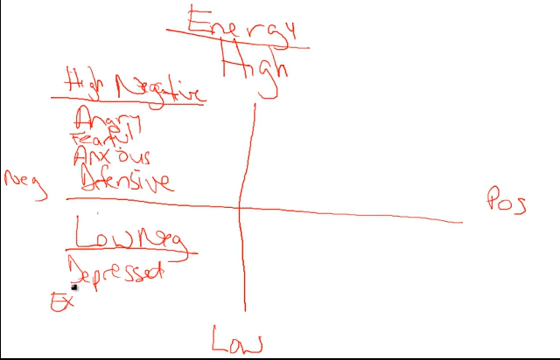 Energy
High
High Negative
Angry
Fearful
Anxious
Defensive
Neg
Pos
Low Neg
Depressed
Ex
Low